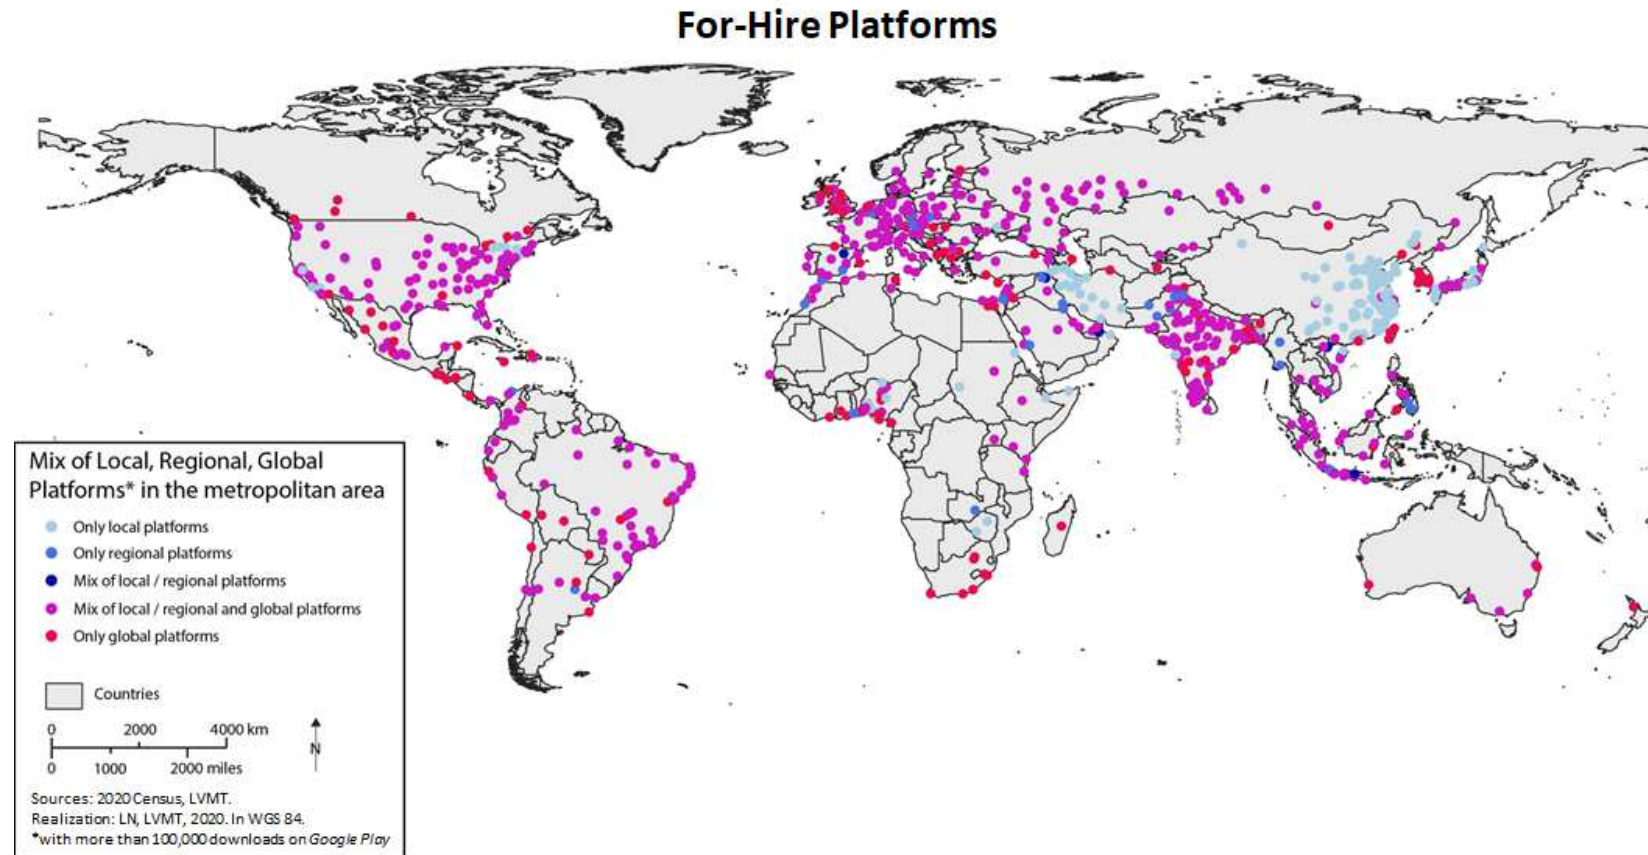 For-Hire Platforms
Mix of Local, Regional, Global
Platforms* in the metropolitan area
Only local platforms
Only regional platforms
Mix of local / regional platforms
Mix of local / regional and global platforms
Only global platforms
Countries
0 2000 4000 km
N
0 1000 2000 miles
Sources: 2020 Census, LVMT.
Realization: LN, LVMT, 2020. In WGS 84.
*with more than 100,000 downloads on Google Play